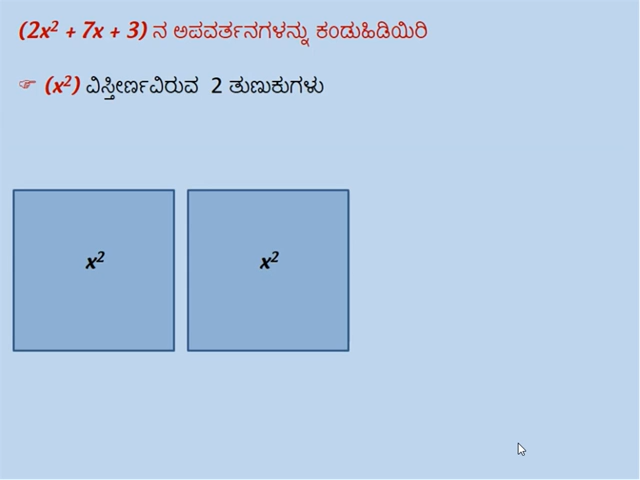 (2x² + 7x + 3) ನ ಅಪವರ್ತನಗಳನ್ನು ಕಂಡುಹಿಡಿಯಿರಿ
☞ (x²) ವಿಸ್ತೀರ್ಣವಿರುವ 2 ತುಣುಕುಗಳು
x² x²